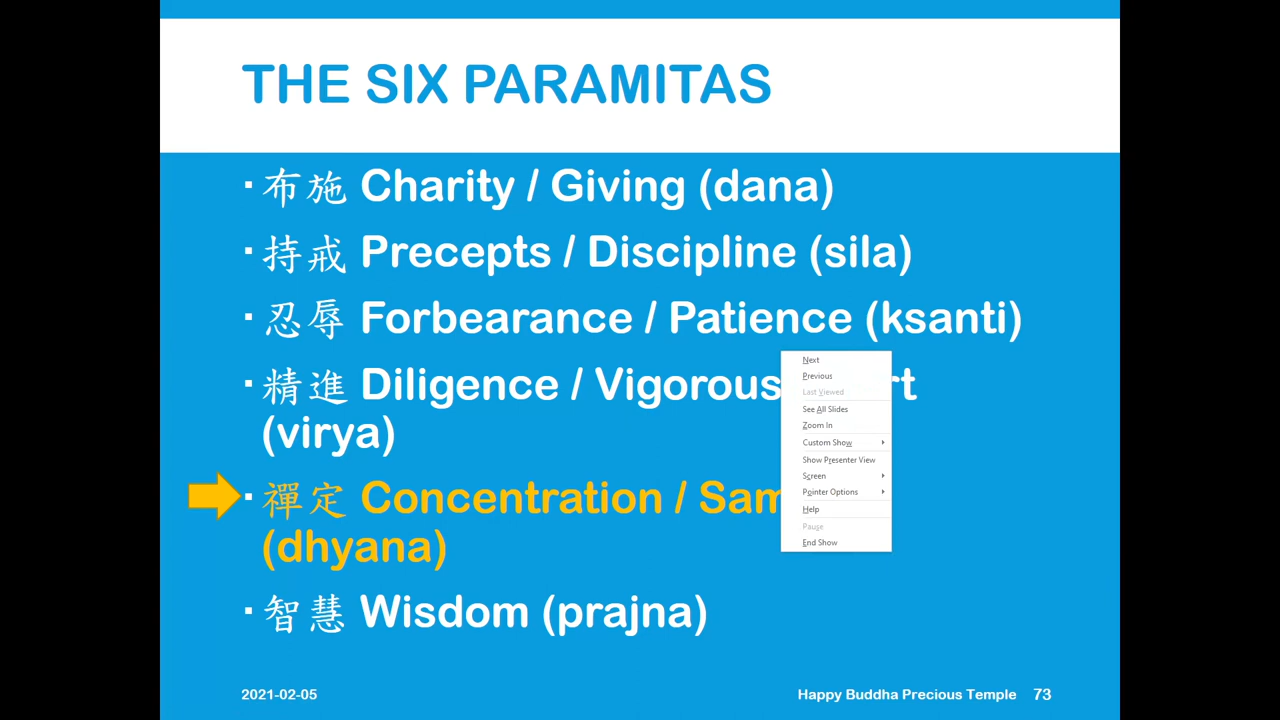 THE SIX PARAMITAS
▪ 布施 Charity / Giving (dana)
▪ 持戒 Precepts / Discipline (sila)
▪ 忍辱 Forbearance / Patience (ksanti)
▪ 精進 Diligence / Vigorous
(virya)
▪ 禪定 Concentration /
(dhyana)
▪ 智慧 Wisdom (prajna)
Next
Previous
Last Viewed
See All Slides
Zoom In
Custom Show
Show Presenter View
Screen
Pointer Options
Help
Pause
End Show
2021-02-05
Happy Buddha Precious Temple 73